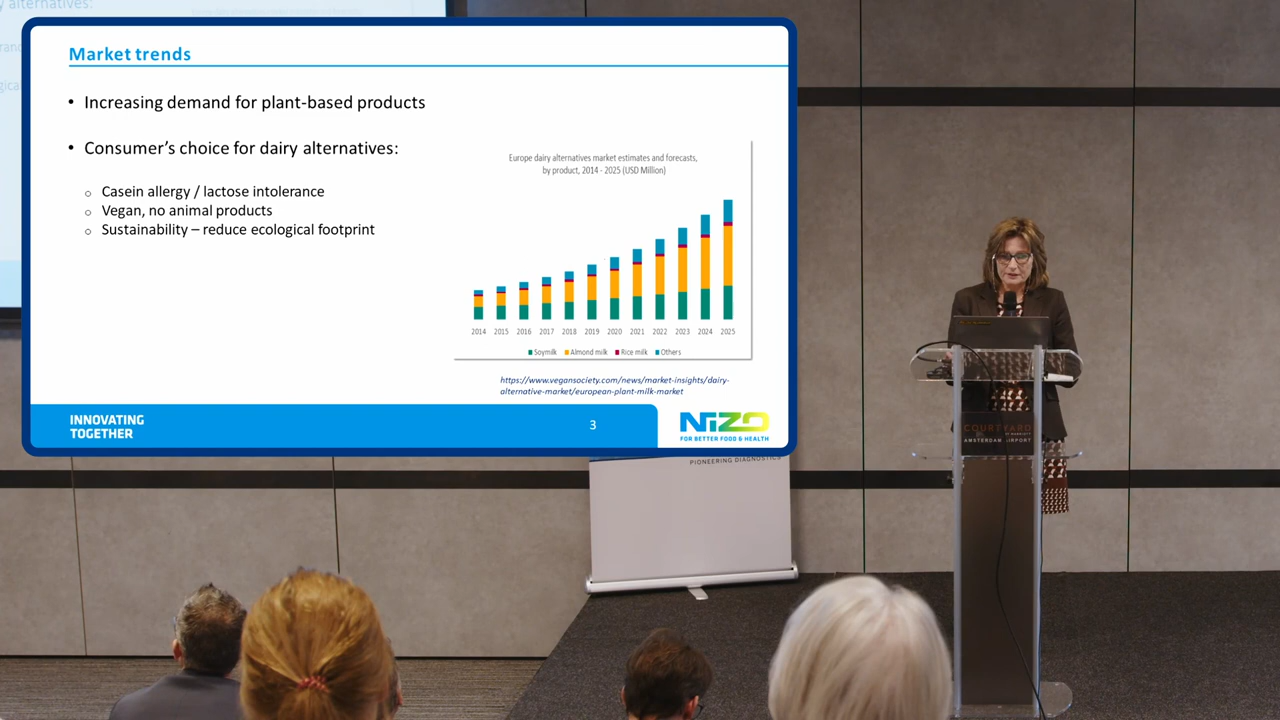 y alternatives:
Market trends
• Increasing demand for plant-based products
• Consumer's choice for dairy alternatives:
o Casein allergy / lactose intolerance
o Vegan, no animal products
o Sustainability – reduce ecological footprint
Europe dairy alternatives market estimates and forecasts,
by product, 2014 - 2025 (USD Million)
2014 2015 2016 2017 2018 2019 2020 2021 2022 2023 2024 2025
Soymilk Almond milk Rice milk Others
https://www.vegansociety.com/news/market-insights/dairy-
alternative-market/european-plant-milk-market
INNOVATING
TOGETHER
3
NIZO
FOR BETTER FOOD & HEALTH
PIONEERING DIAGNOSTICS
COURTYARD
AMSTERDAM AIRPORT